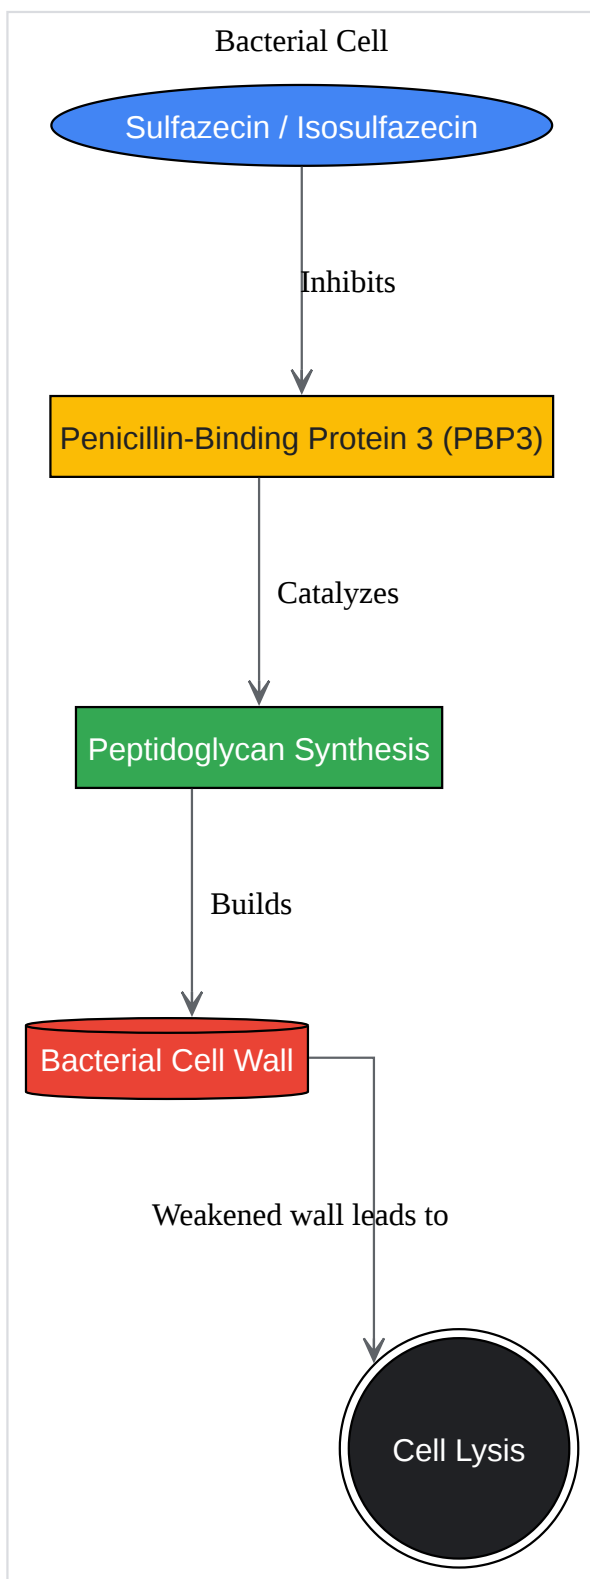 Bacterial Cell
Sulfazecin / Isosulfazecin
Inhibits
Penicillin-Binding Protein 3 (PBP3)
Catalyzes
Peptidoglycan Synthesis
Builds
Bacterial Cell Wall
Weakened wall leads to
Cell Lysis